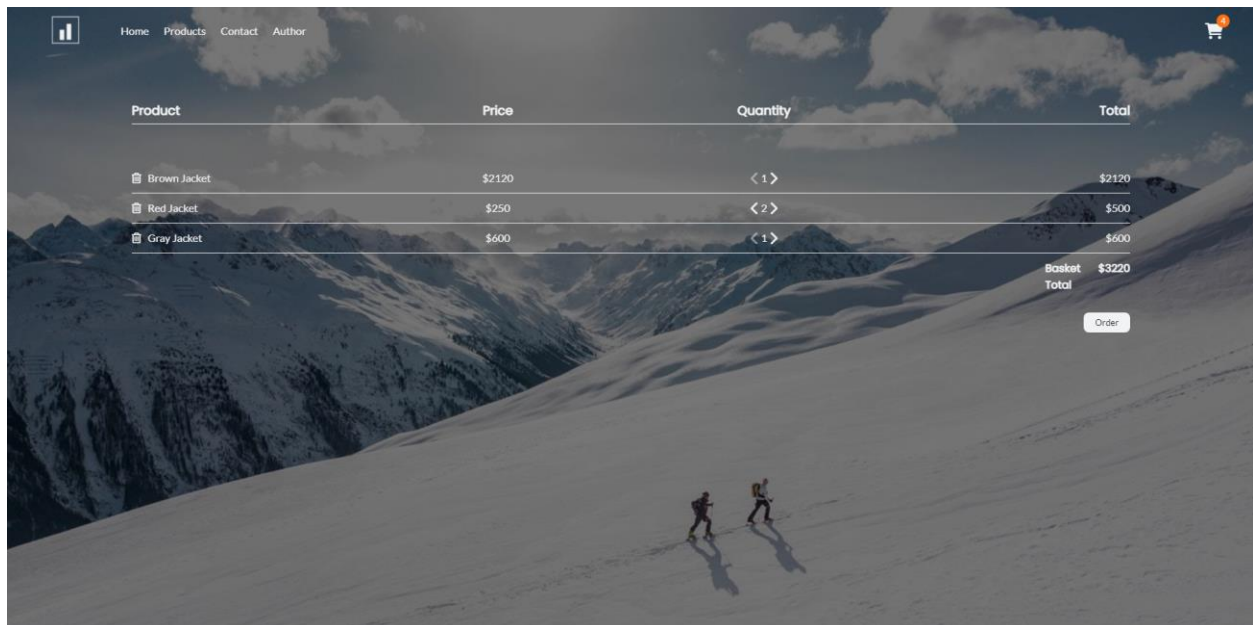 Home Products Contact Author 4
Product Price Quantity Total
Brown Jacket $2120 1 $2120
Red Jacket $250 2 $500
Gray Jacket $600 1 $600
Basket $3220
Total
Order